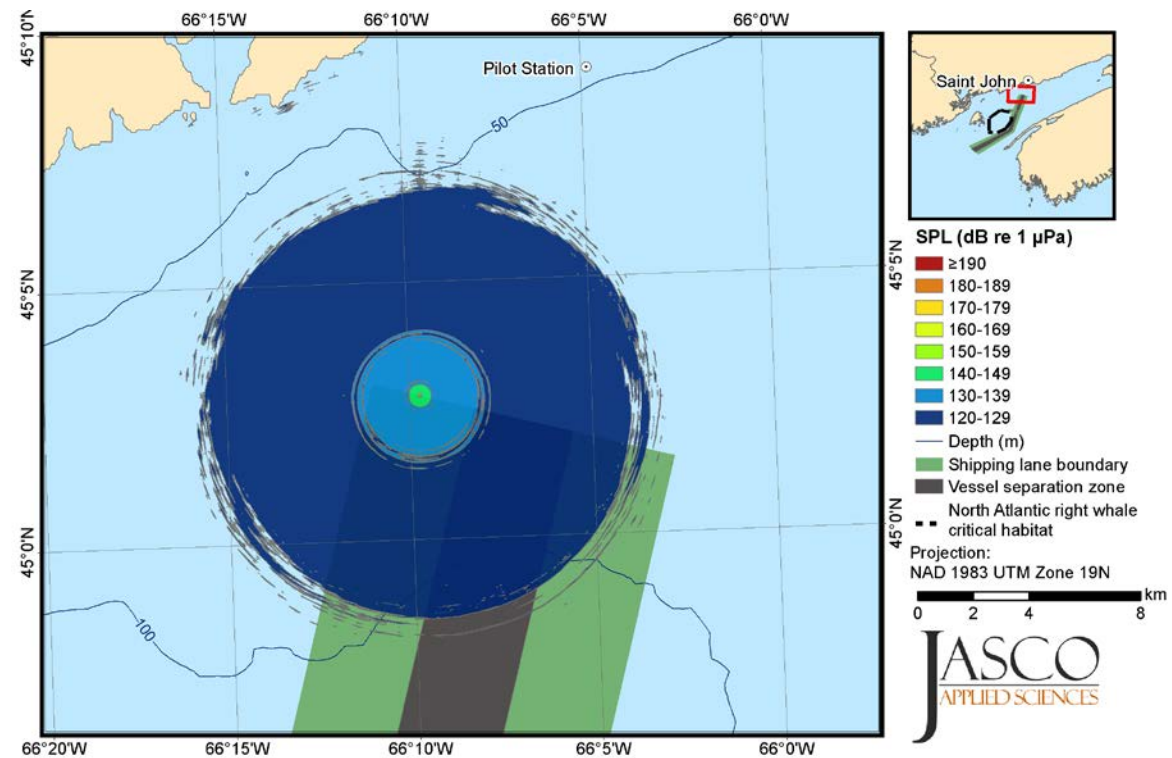 66°15'W 66°10'W 66°5'W 66°0'W
45°10'N
Pilot Station
50
45°5'N
45°5'N
45°0'N
45°0'N
100
66°20'W 66°15'W 66°10'W 66°5'W 66°0'W
Saint John
SPL (dB re 1 µPa)
≥190
180-189
170-179
160-169
150-159
140-149
130-139
120-129
Depth (m)
Shipping lane boundary
Vessel separation zone
North Atlantic right whale
critical habitat
Projection:
NAD 1983 UTM Zone 19N
km
0 2 4 8
JASCO
APPLIED SCIENCES